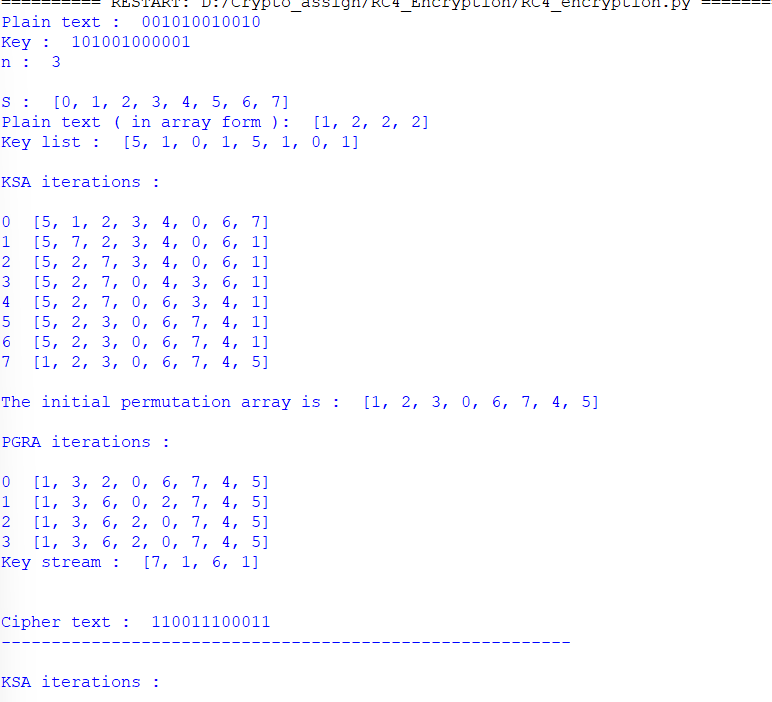 ========== RESTART: D:/Crypto_assign/RC4_Encryption/RC4_encryption.py =======
Plain text :  001010010010
Key :  101001000001
n :  3
S :  [0, 1, 2, 3, 4, 5, 6, 7]
Plain text ( in array form ):  [1, 2, 2, 2]
Key list :  [5, 1, 0, 1, 5, 1, 0, 1]
KSA iterations :
0  [5, 1, 2, 3, 4, 0, 6, 7]
1  [5, 7, 2, 3, 4, 0, 6, 1]
2  [5, 2, 7, 3, 4, 0, 6, 1]
3  [5, 2, 7, 0, 4, 3, 6, 1]
4  [5, 2, 7, 0, 6, 3, 4, 1]
5  [5, 2, 3, 0, 6, 7, 4, 1]
6  [5, 2, 3, 0, 6, 7, 4, 1]
7  [1, 2, 3, 0, 6, 7, 4, 5]
The initial permutation array is :  [1, 2, 3, 0, 6, 7, 4, 5]
PGRA iterations :
0  [1, 3, 2, 0, 6, 7, 4, 5]
1  [1, 3, 6, 0, 2, 7, 4, 5]
2  [1, 3, 6, 2, 0, 7, 4, 5]
3  [1, 3, 6, 2, 0, 7, 4, 5]
Key stream :  [7, 1, 6, 1]
Cipher text :  110011100011
---------------------------------------------------------
KSA iterations :